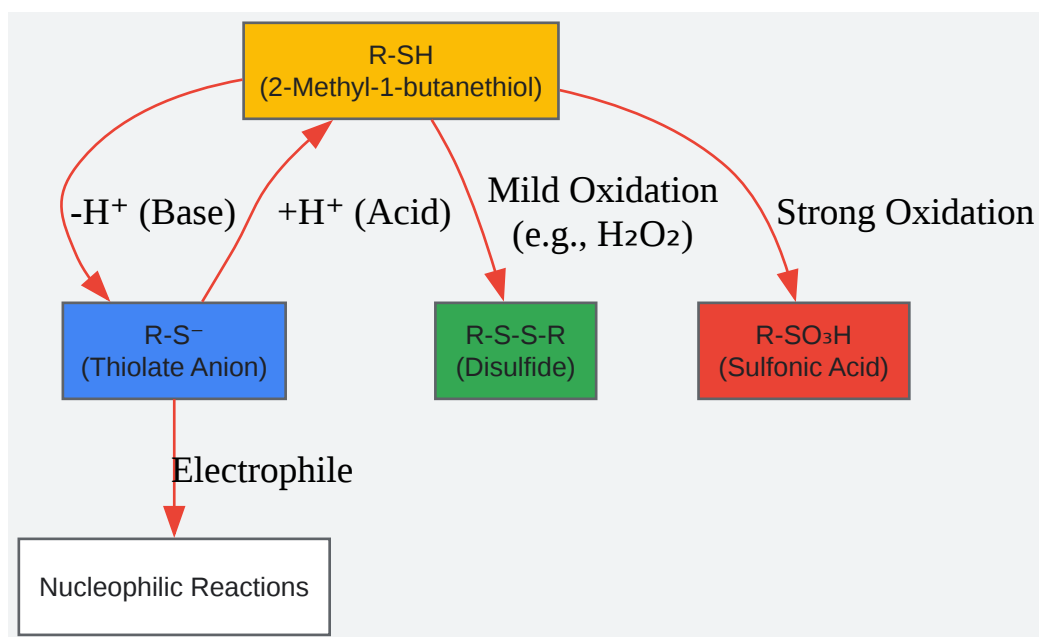 R-SH
(2-Methyl-1-butanethiol)
-H⁺ (Base)
+H⁺ (Acid)
Mild Oxidation
(e.g., H₂O₂)
Strong Oxidation
R-S⁻
(Thiolate Anion)
R-S-S-R
(Disulfide)
R-SO₃H
(Sulfonic Acid)
Electrophile
Nucleophilic Reactions